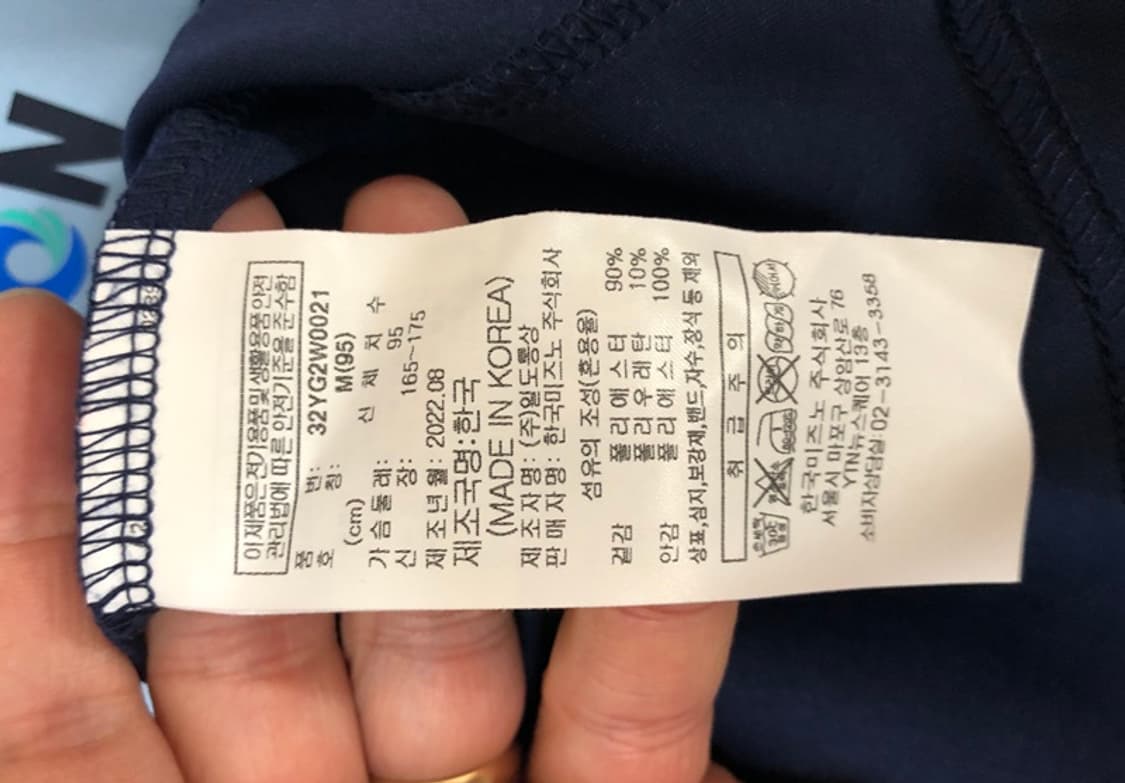 이 제품은 전기용품 및 생활용품 안전
관리법에 따른 안전기준을 준수함
품 번: 32YG2W0021
호 칭: M(95)
(cm) 신 체 치 수
가슴둘레: 95
신 장: 165~175
제조년월: 2022.08
제조국명:한국
(MADE IN KOREA)
제 조 자 명 : (주)일도통상
판 매 자 명 : 한국미즈노 주식회사
섬유의 조성(혼용율)
겉감 폴리에스터 90%
폴리우레탄 10%
안감 폴리에스터 100%
상표,심지,보강재,밴드,자수,장식 등 제외
취 급 주 의
손세탁
한국미즈노 주식회사
서울시 마포구 상암산로 76
YTN뉴스퀘어 13층
소비자상담실:02-3143-3358
N